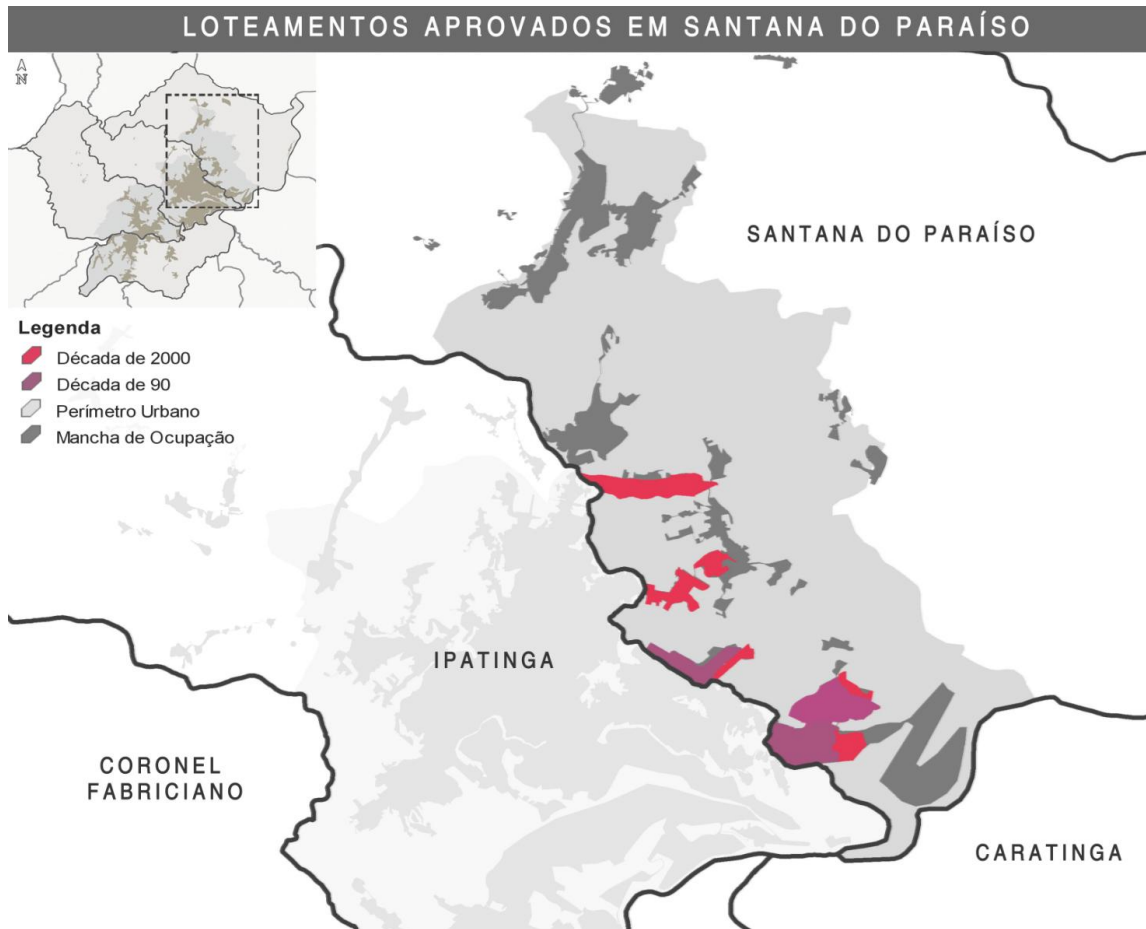 LOTEAMENTOS APROVADOS EM SANTANA DO PARAÍSO
N
Legenda
Década de 2000
Década de 90
Perímetro Urbano
Mancha de Ocupação
SANTANA DO PARAÍSO
IPATINGA
CORONEL
FABRICIANO
CARATINGA